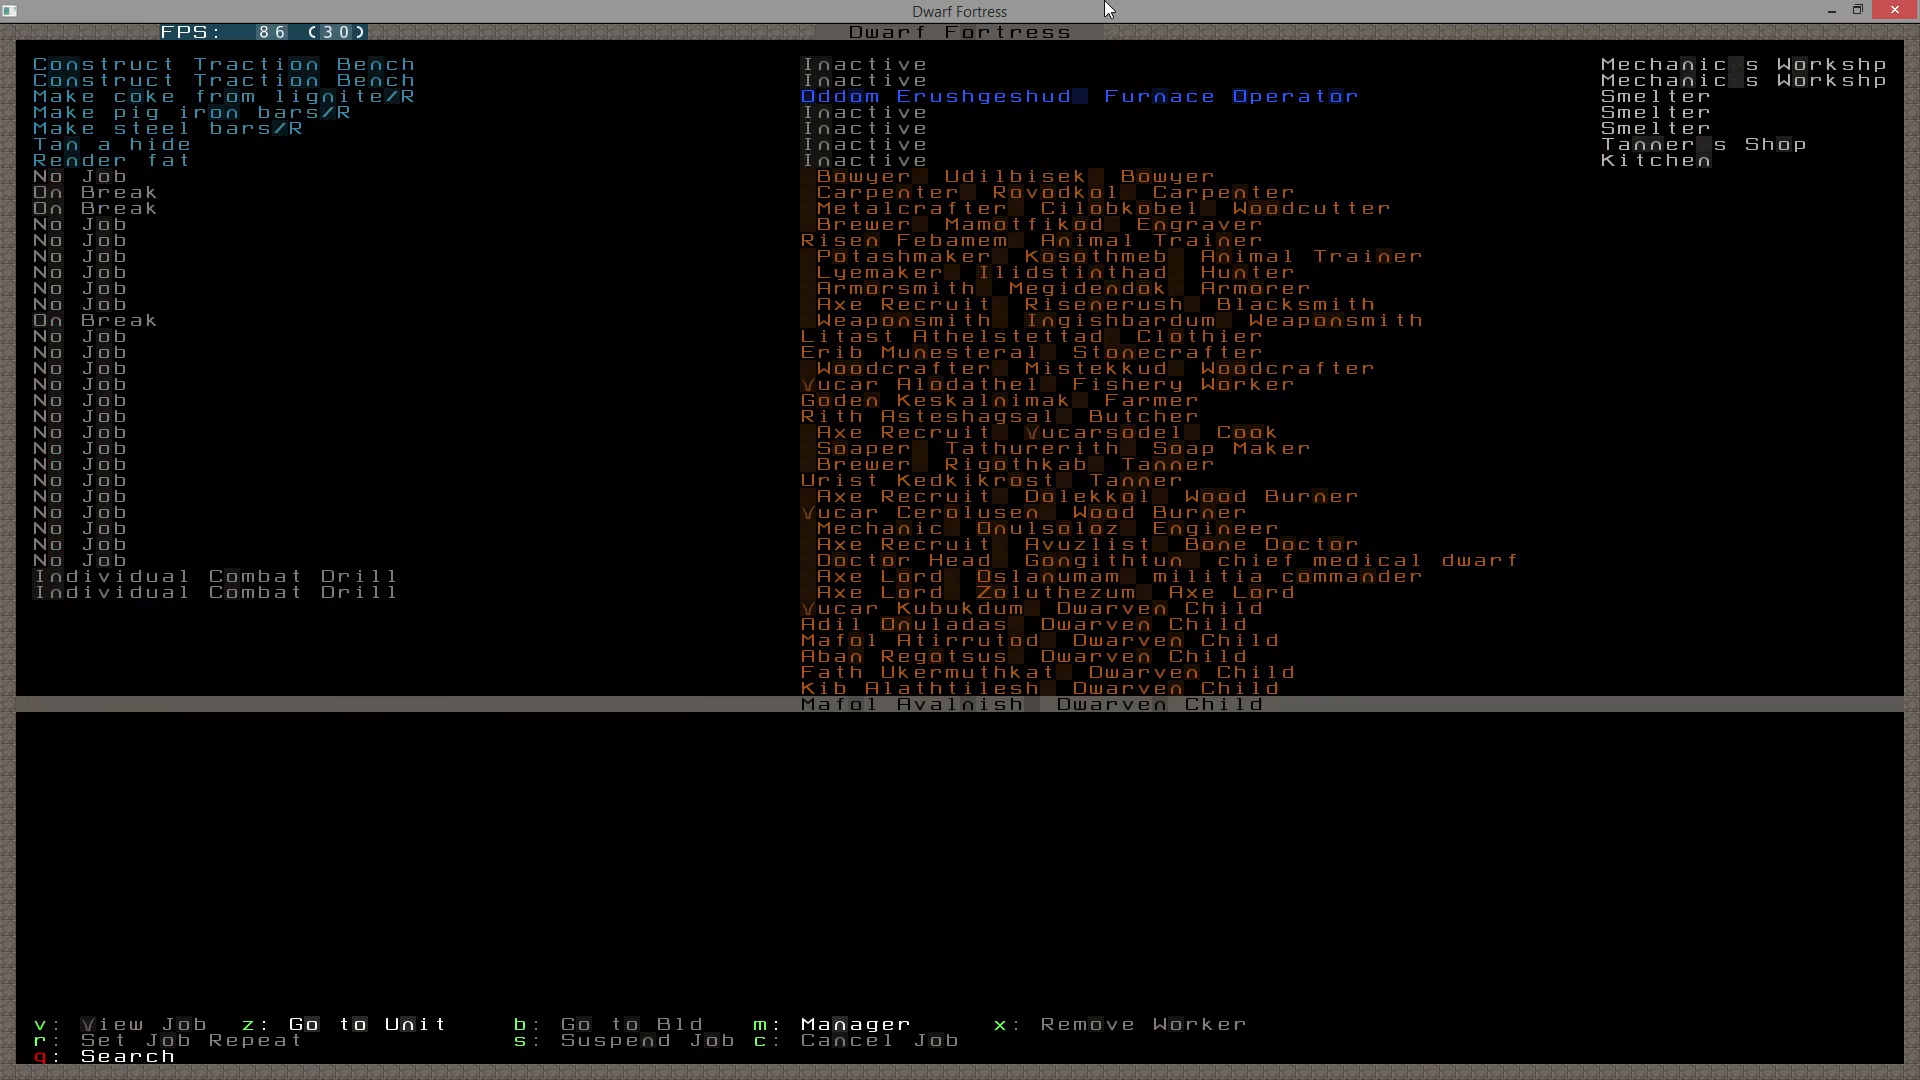 Dwarf Fortress
FPS: 86 (30) Dwarf Fortress
Construct Traction Bench Inactive Mechanic s Workshp
Construct Traction Bench Inactive Mechanic s Workshp
Make coke from lignite/R Oddom Erushgeshud Furnace Operator Smelter
Make pig iron bars/R Inactive Smelter
Make steel bars/R Inactive Smelter
Tan a hide Inactive Tanner s Shop
Render fat Inactive Kitchen
No Job Bowyer Udilbisek Bowyer
On Break Carpenter Rovodkol Carpenter
On Break Metalcrafter Cilobkobel Woodcutter
No Job Brewer Mamotfikod Engraver
No Job Risen Febamem Animal Trainer
No Job Potashmaker Kosothmeb Animal Trainer
No Job Lyemaker Ilidstinthad Hunter
No Job Armorsmith Megidendok Armorer
No Job Axe Recruit Risenerush Blacksmith
On Break Weaponsmith Ingishbardum Weaponsmith
No Job Litast Athelstettad Clothier
No Job Erib Munesteral Stonecrafter
No Job Woodcrafter Mistekkud Woodcrafter
No Job Vucar Alodathel Fishery Worker
No Job Goden Keskalnimak Farmer
No Job Rith Asteshagsal Butcher
No Job Axe Recruit Vucarsodel Cook
No Job Soaper Tathurerith Soap Maker
No Job Brewer Rigothkab Tanner
No Job Urist Kedkikrost Tanner
No Job Axe Recruit Dolekkol Wood Burner
No Job Vucar Cerolusen Wood Burner
No Job Mechanic Onulsoloz Engineer
No Job Axe Recruit Avuzlist Bone Doctor
No Job Doctor Head Gongithtun chief medical dwarf
Individual Combat Drill Axe Lord Oslanumam militia commander
Individual Combat Drill Axe Lord Zoluthezum Axe Lord
Vucar Kubukdum Dwarven Child
Adil Onuladas Dwarven Child
Mafol Atirrutod Dwarven Child
Aban Regotsus Dwarven Child
Fath Ukermuthkat Dwarven Child
Kib Alathtilesh Dwarven Child
Mafol Avalnish Dwarven Child
v: View Job z: Go to Unit b: Go to Bld m: Manager x: Remove Worker
r: Set Job Repeat s: Suspend Job c: Cancel Job
q: Search